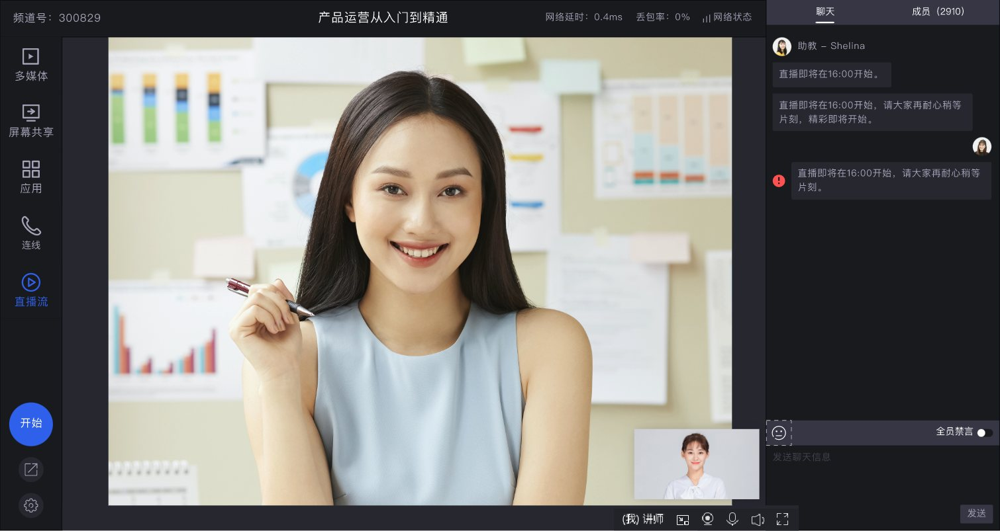 频道号：300829
产品运营从入门到精通
网络延时：0.4ms
丢包率：0%
网络状态
聊天
成员（2910）
多媒体
屏幕共享
应用
连线
直播流
开始
助教 – Shelina
直播即将在16:00开始。
直播即将在16:00开始，请大家再耐心稍等
片刻，精彩即将开始。
直播即将在16:00开始，请大家再耐心稍等
片刻。
全员禁言
发送聊天信息
发送
(我) 讲师